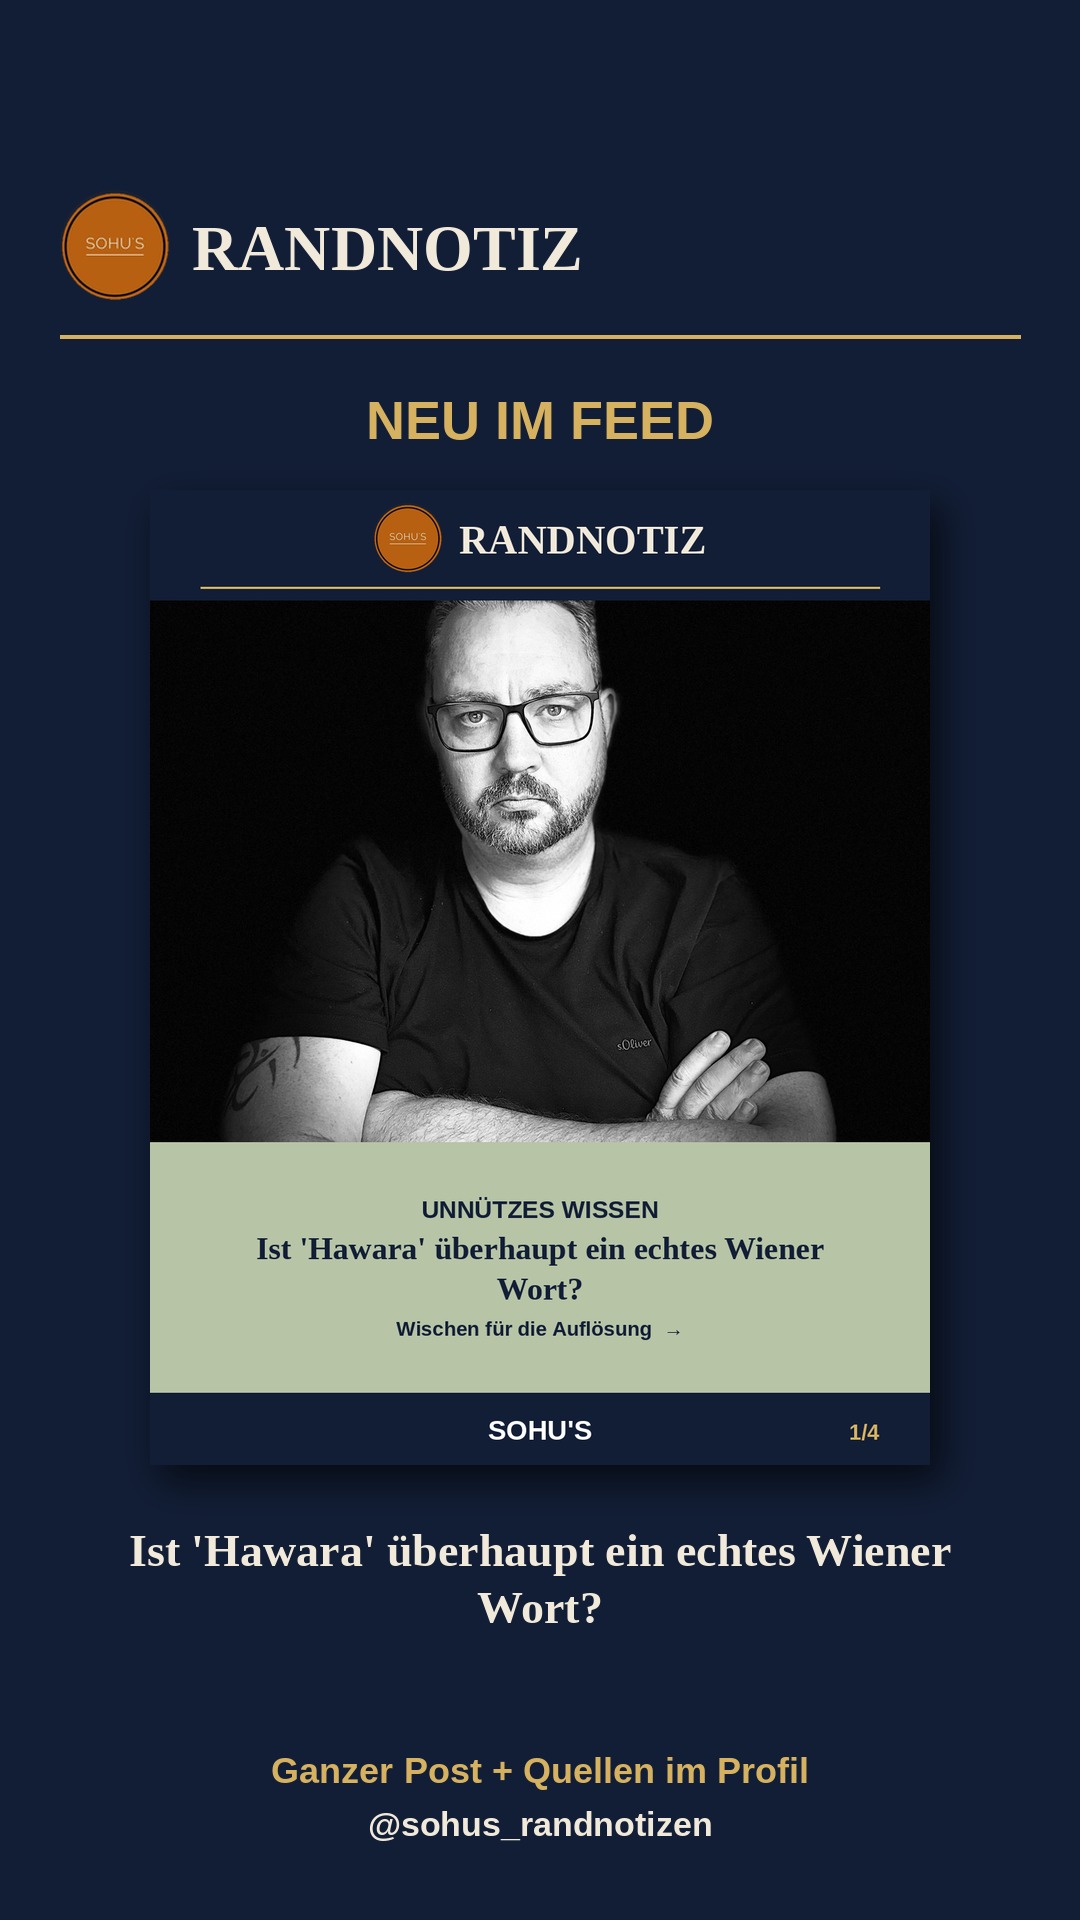 SOHU'S
RANDNOTIZ
NEU IM FEED
SOHU'S
RANDNOTIZ
sOliver
UNNÜTZES WISSEN
Ist 'Hawara' überhaupt ein echtes Wiener
Wort?
Wischen für die Auflösung →
SOHU'S
1/4
Ist 'Hawara' überhaupt ein echtes Wiener
Wort?
Ganzer Post + Quellen im Profil
@sohus_randnotizen